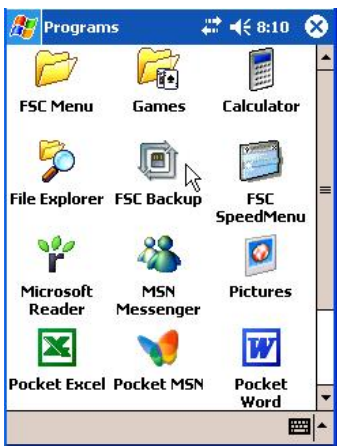 Programs 8:10
FSC Menu Games Calculator
File Explorer FSC Backup FSC
SpeedMenu
Microsoft MSN Pictures
Reader Messenger
Pocket Excel Pocket MSN Pocket
Word